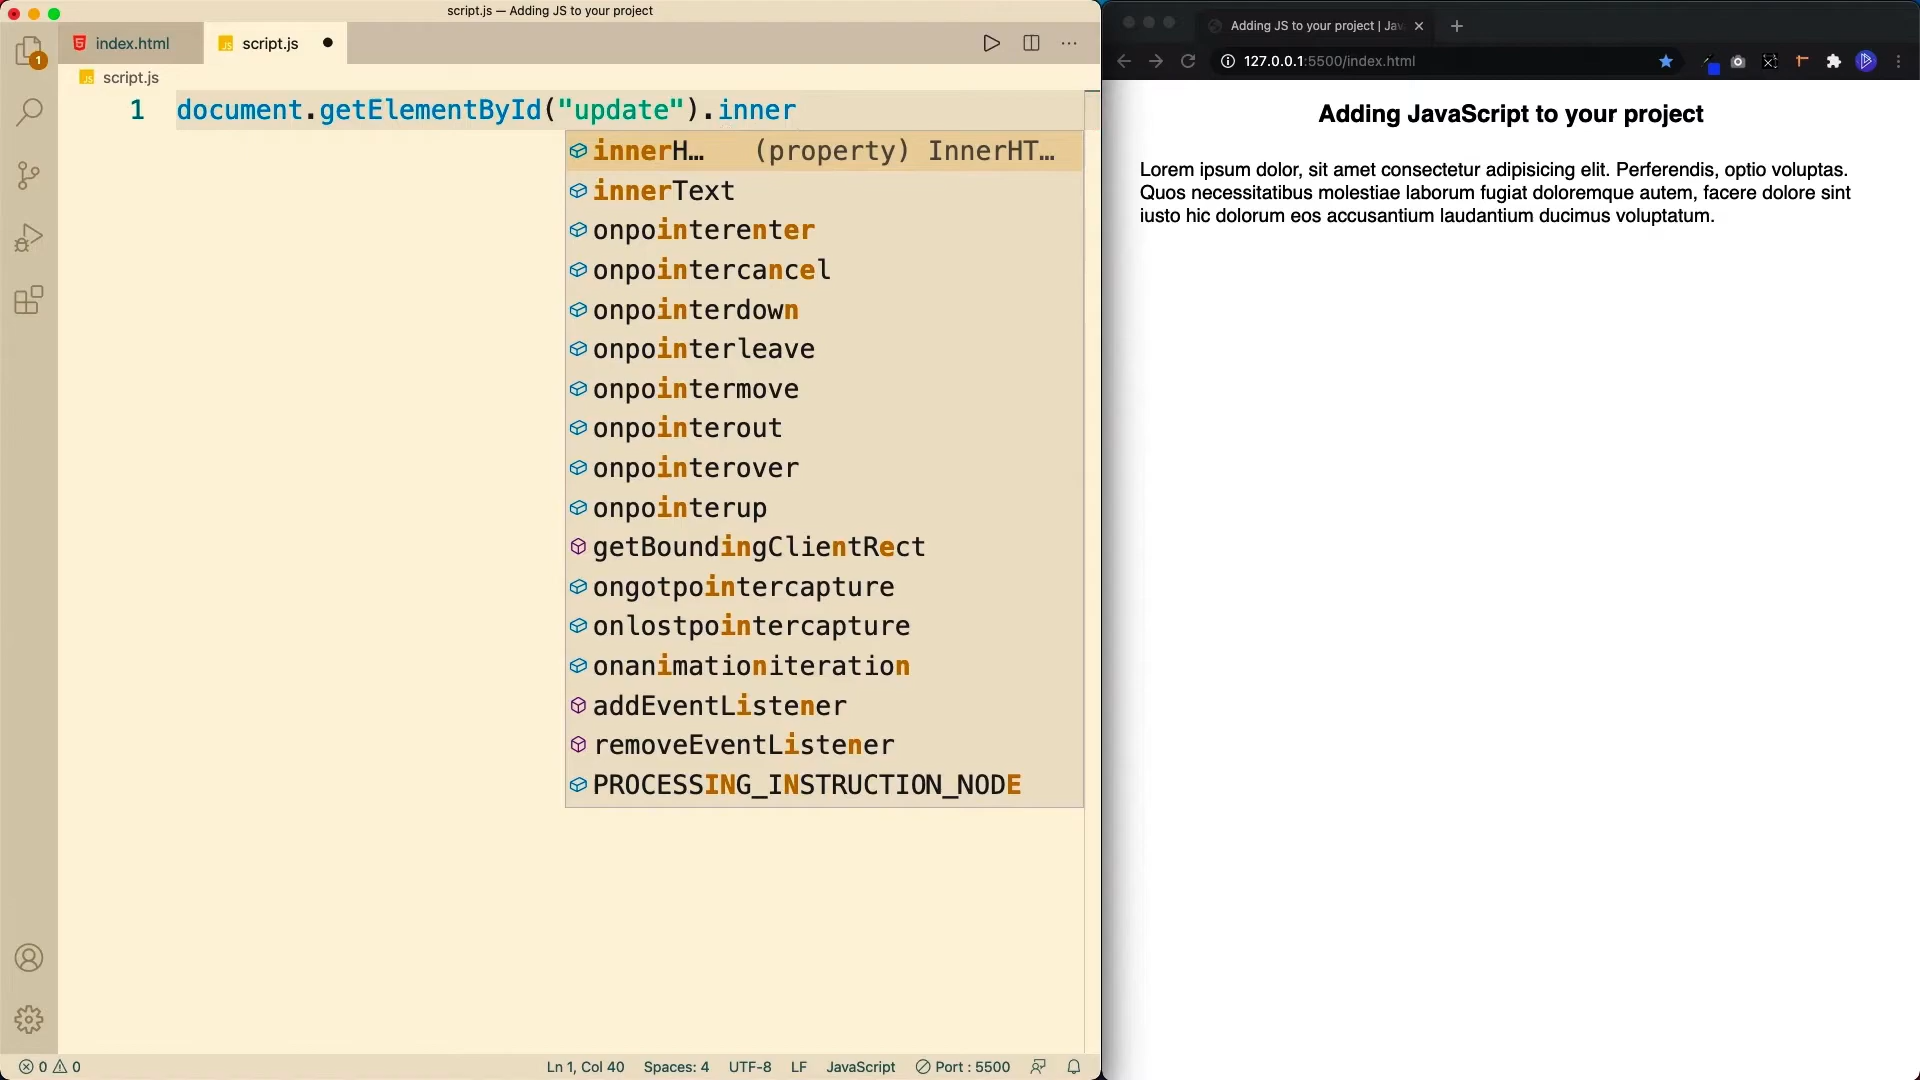 script.js — Adding JS to your project
index.html
script.js
1
script.js
1 document.getElementById("update").inner
innerH… (property) InnerHT…
innerText
onpointerenter
onpointercancel
onpointerdown
onpointerleave
onpointermove
onpointerout
onpointerover
onpointerup
getBoundingClientRect
ongotpointercapture
onlostpointercapture
onanimationiteration
addEventListener
removeEventListener
PROCESSING_INSTRUCTION_NODE
0 0 Ln 1, Col 40 Spaces: 4 UTF-8 LF JavaScript Port : 5500
Adding JS to your project | Jav
127.0.0.1:5500/index.html
Adding JavaScript to your project
Lorem ipsum dolor, sit amet consectetur adipisicing elit. Perferendis, optio voluptas.
Quos necessitatibus molestiae laborum fugiat doloremque autem, facere dolore sint
iusto hic dolorum eos accusantium laudantium ducimus voluptatum.